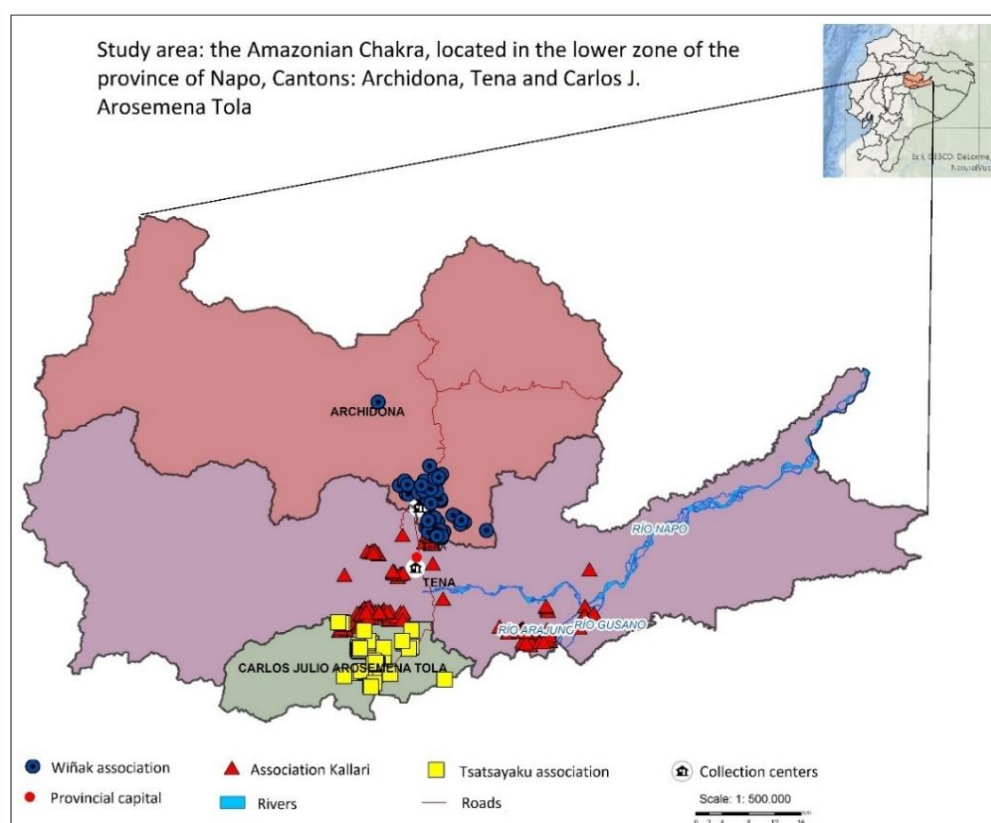 Study area: the Amazonian Chakra, located in the lower zone of the
province of Napo, Cantons: Archidona, Tena and Carlos J.
Arosemena Tola
ARCHIDONA
RÍO NAPO
TENA
RÍO ARAJUNO
RÍO GUSANO
CARLOS JULIO AROSEMENA TOLA
Wiñak association
Association Kallari
Tsatsayaku association
Collection centers
Provincial capital
Rivers
Roads
Scale: 1: 500.000